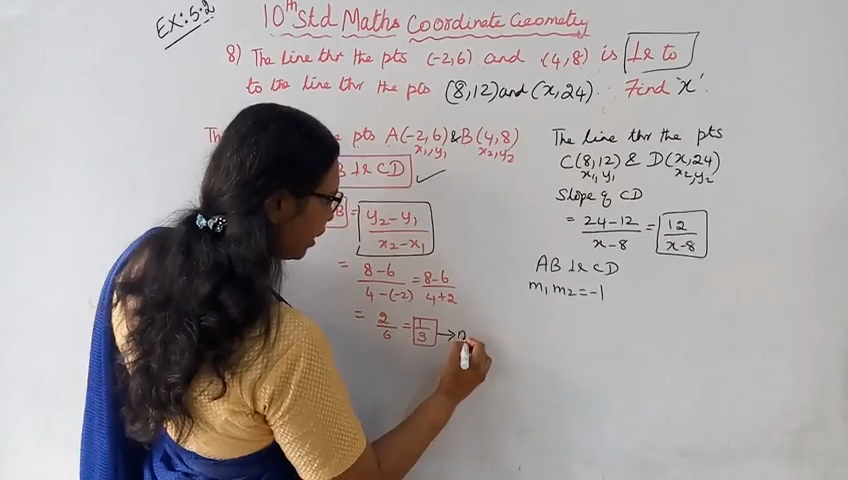 EX: 5.2
10th Std Maths Coordinate Geometry
8) The line thr the pts (-2,6) and (4,8) is ⊥r to
to the line thr the pts (8,12) and (x,24). Find 'x'.
pts A(-2,6) & B(4,8)
x₁,y₁ x₂,y₂
⊥r CD
= y₂-y₁ / x₂-x₁
= 8-6 / 4-(-2) = 8-6 / 4+2
= 2/6 = 1/3 →
The line thr the pts
C(8,12) & D(x,24)
x₁,y₁ x₂,y₂
Slope of CD
= 24-12 / x-8 = 12 / x-8
AB ⊥r CD
m₁ m₂ = -1